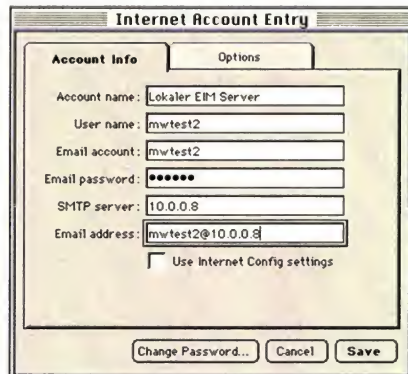 Internet Account Entry
Account Info
Options
Account name: Lokaler EIM Server
User name: mwtest2
Email account: mwtest2
Email password: ••••••
SMTP server: 10.0.0.8
Email address: mwtest2@10.0.0.8
Use Internet Config settings
Change Password... Cancel Save